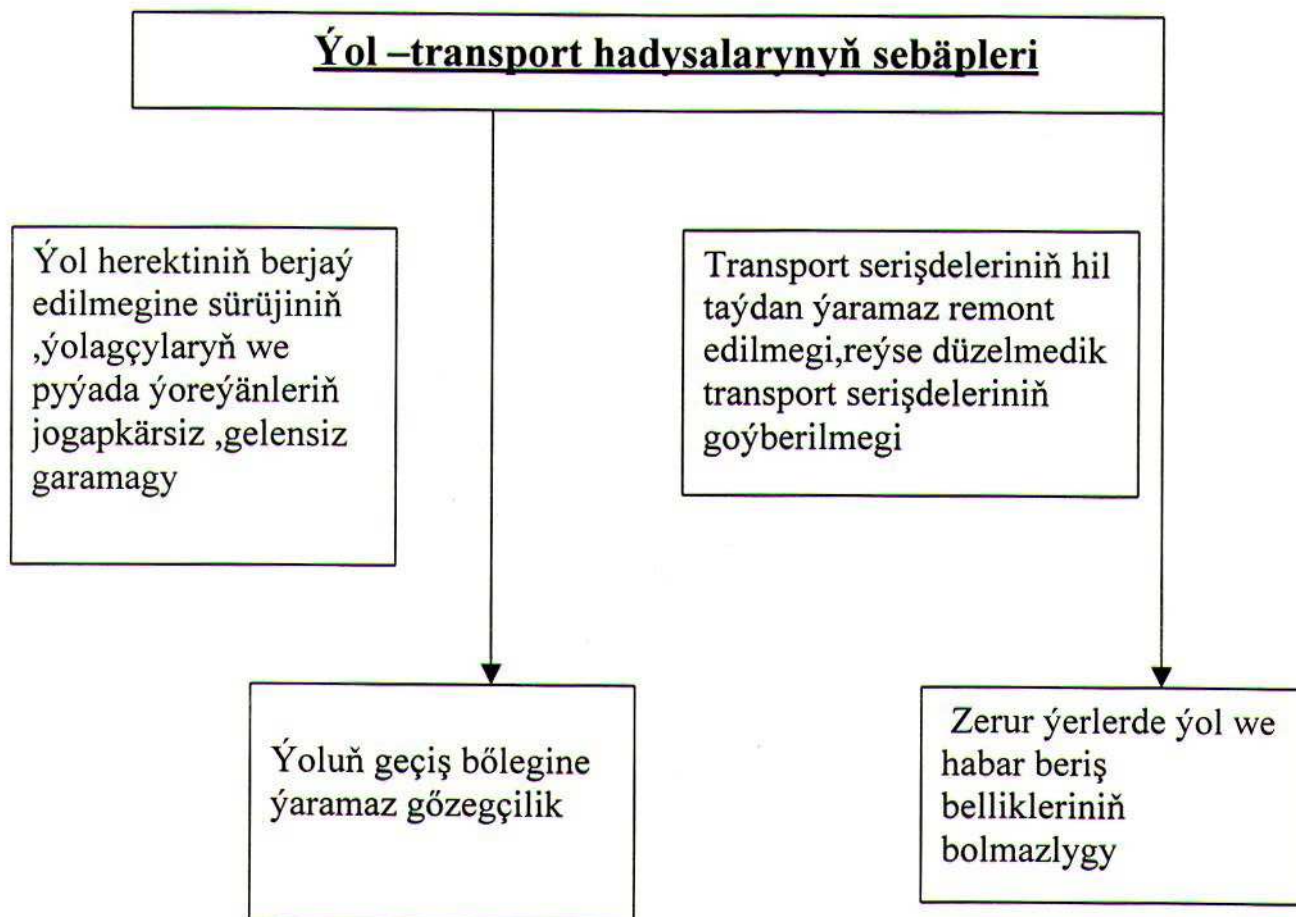 Ýol –transport hadysalarynyň sebäpleri
Ýol herektiniň berjaý
edilmegine sürüjiniň
,ýolagçylaryň we
pyýada ýoreýänleriň
jogapkärsiz ,gelensiz
garamagy
Transport serişdeleriniň hil
taýdan ýaramaz remont
edilmegi,reýse düzelmedik
transport serişdeleriniň
goýberilmegi
Ýoluň geçiş bőlegine
ýaramaz gőzegçilik
Zerur ýerlerde ýol we
habar beriş
bellikleriniň
bolmazlygy